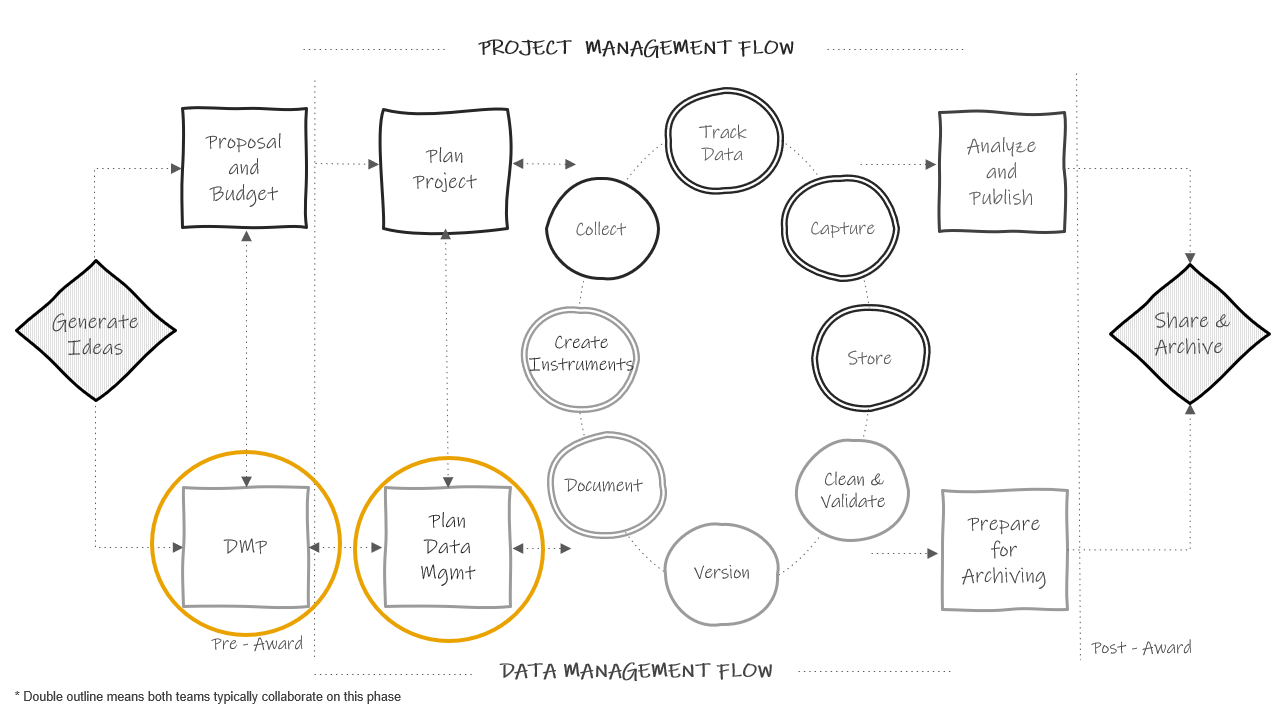 PROJECT MANAGEMENT FLOW
Proposal
and
Budget
Plan
Project
Track
Data
Analyze
and
Publish
Collect
Capture
Generate
Ideas
Create
Instruments
Store
Share &
Archive
Document
Clean &
Validate
DMP
Plan
Data
Mgmt
Version
Prepare
for
Archiving
Pre - Award
Post - Award
DATA MANAGEMENT FLOW
* Double outline means both teams typically collaborate on this phase